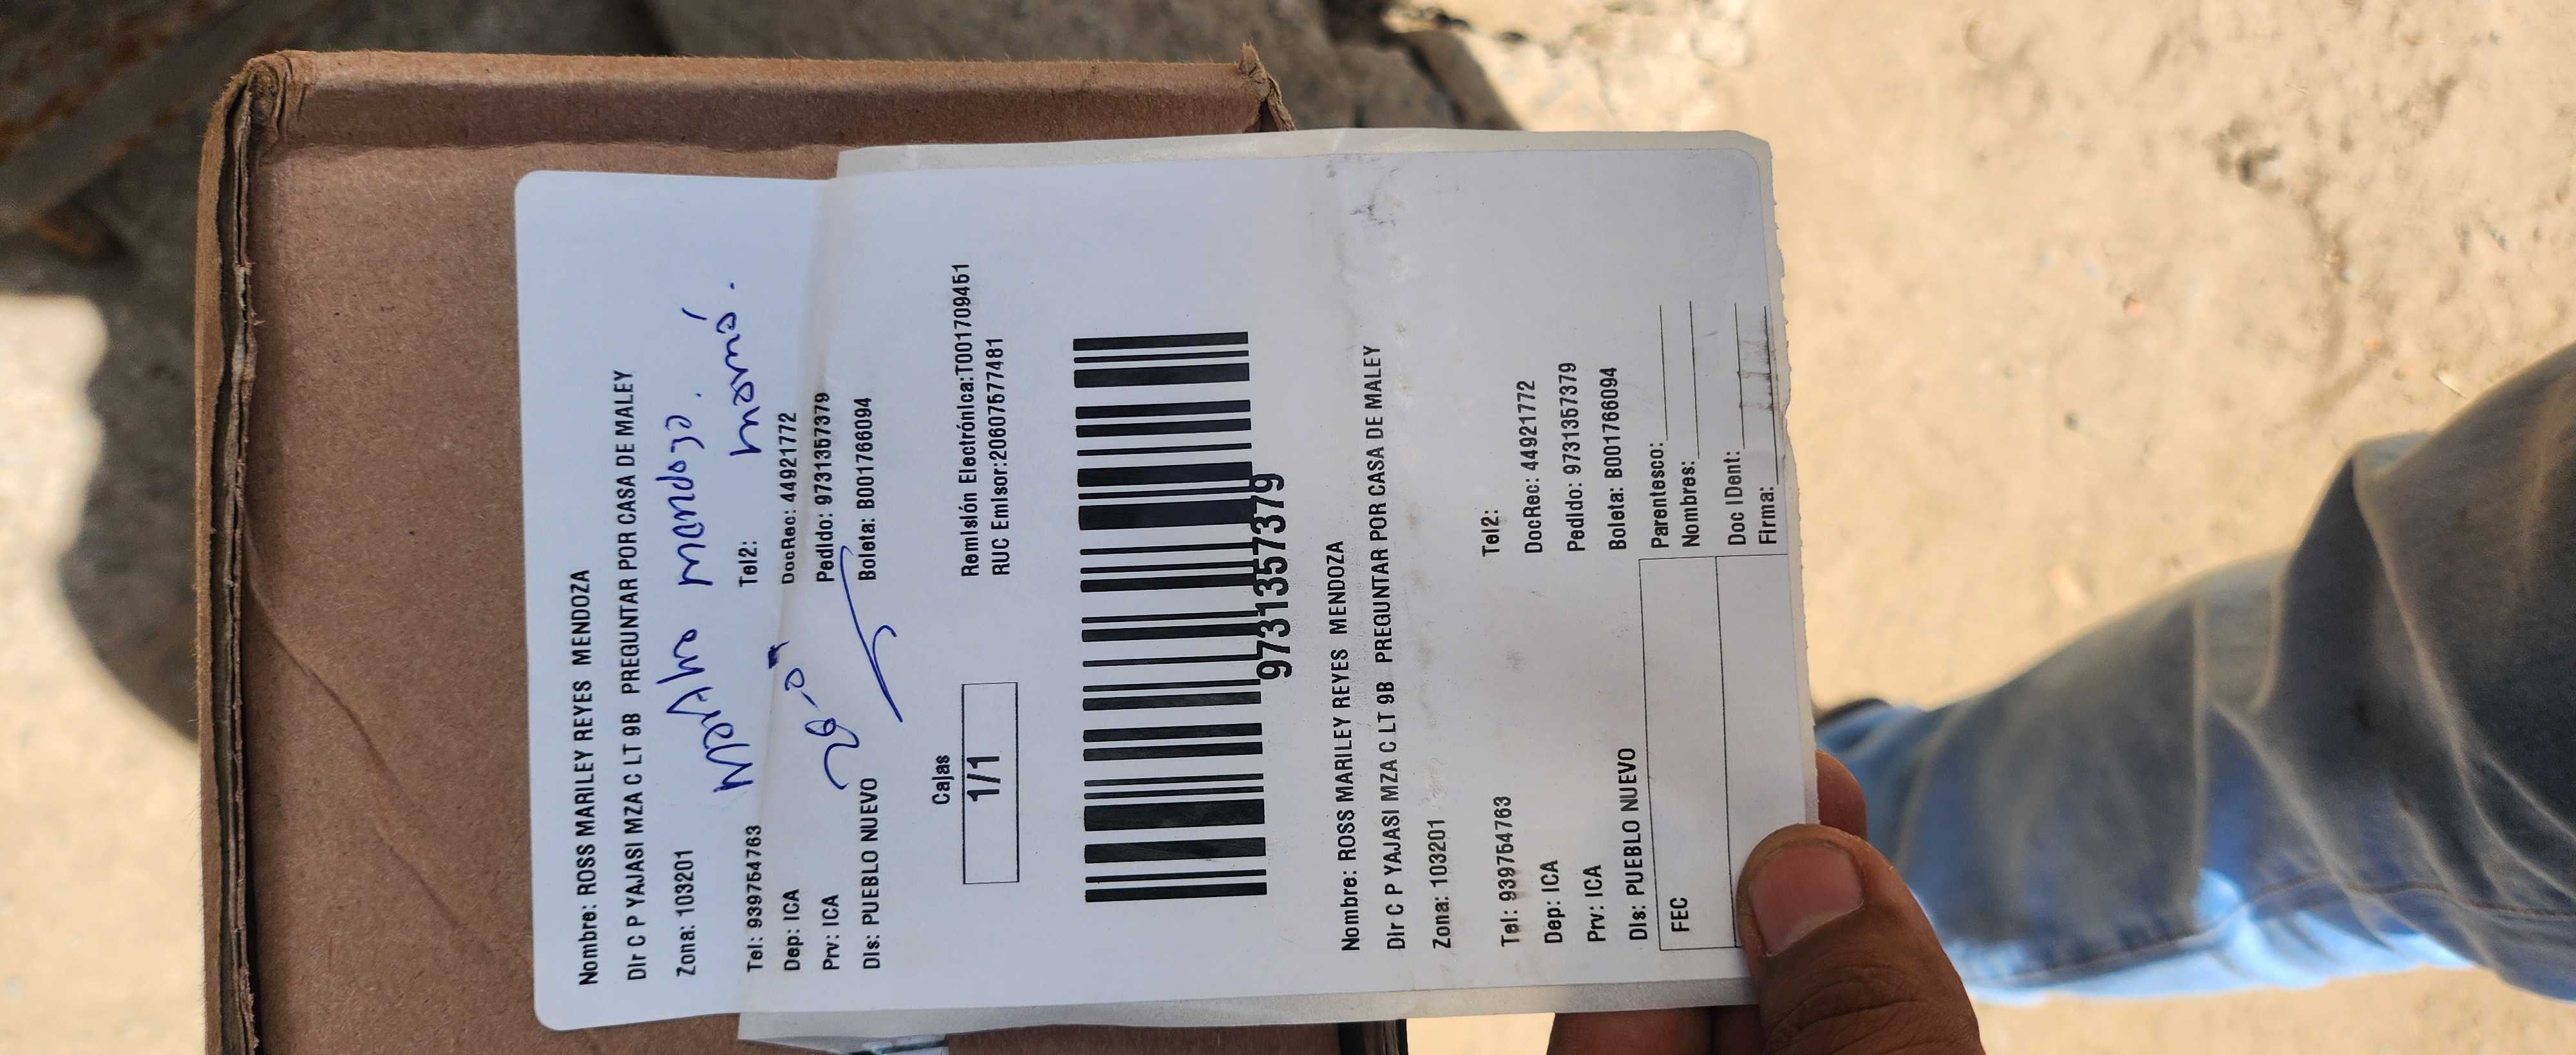 Nombre: ROSS MARILEY REYES MENDOZA
DIr C P YAJASI MZA C LT 9B PREGUNTAR POR CASA DE MALEY
mendoza.
Zona: 103201
mamá.
Tel: 939754763 Tel2:
Dep: ICA DocRec: 44921772
Prv: ICA Pedido: 9731357379
DIs: PUEBLO NUEVO Boleta: B001766094
Cajas
1/1
Remisión Electrónica:T001709451
RUC Emisor:20607577481
9731357379
Nombre: ROSS MARILEY REYES MENDOZA
DIr C P YAJASI MZA C LT 9B PREGUNTAR POR CASA DE MALEY
Zona: 103201
Tel: 939754763 Tel2:
Dep: ICA DocRec: 44921772
Prv: ICA Pedido: 9731357379
DIs: PUEBLO NUEVO Boleta: B001766094
FEC
Parentesco:
Nombres:
Doc IDent:
Firma: